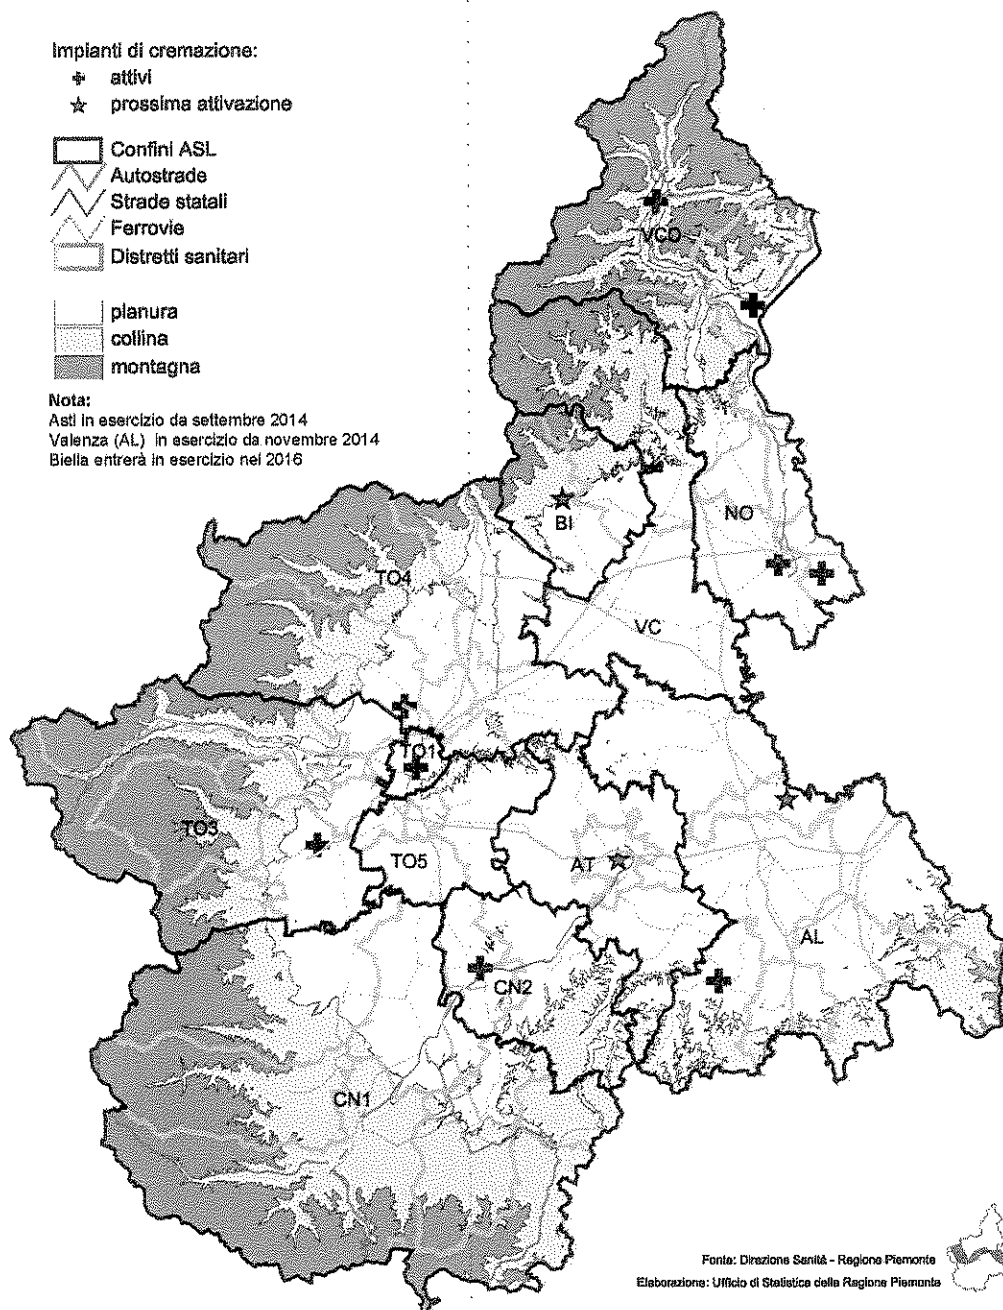 Impianti di cremazione:
attivi
prossima attivazione
Confini ASL
Autostrade
Strade statali
Ferrovie
Distretti sanitari
pianura
collina
montagna
Nota:
Asti in esercizio da settembre 2014
Valenza (AL) in esercizio da novembre 2014
Biella entrerà in esercizio nel 2016
VCO
BI
NO
TO4
VC
TO1
TO3
TO5
AT
AL
CN2
CN1
Fonte: Direzione Sanità - Regione Piemonte
Elaborazione: Ufficio di Statistica della Regione Piemonte